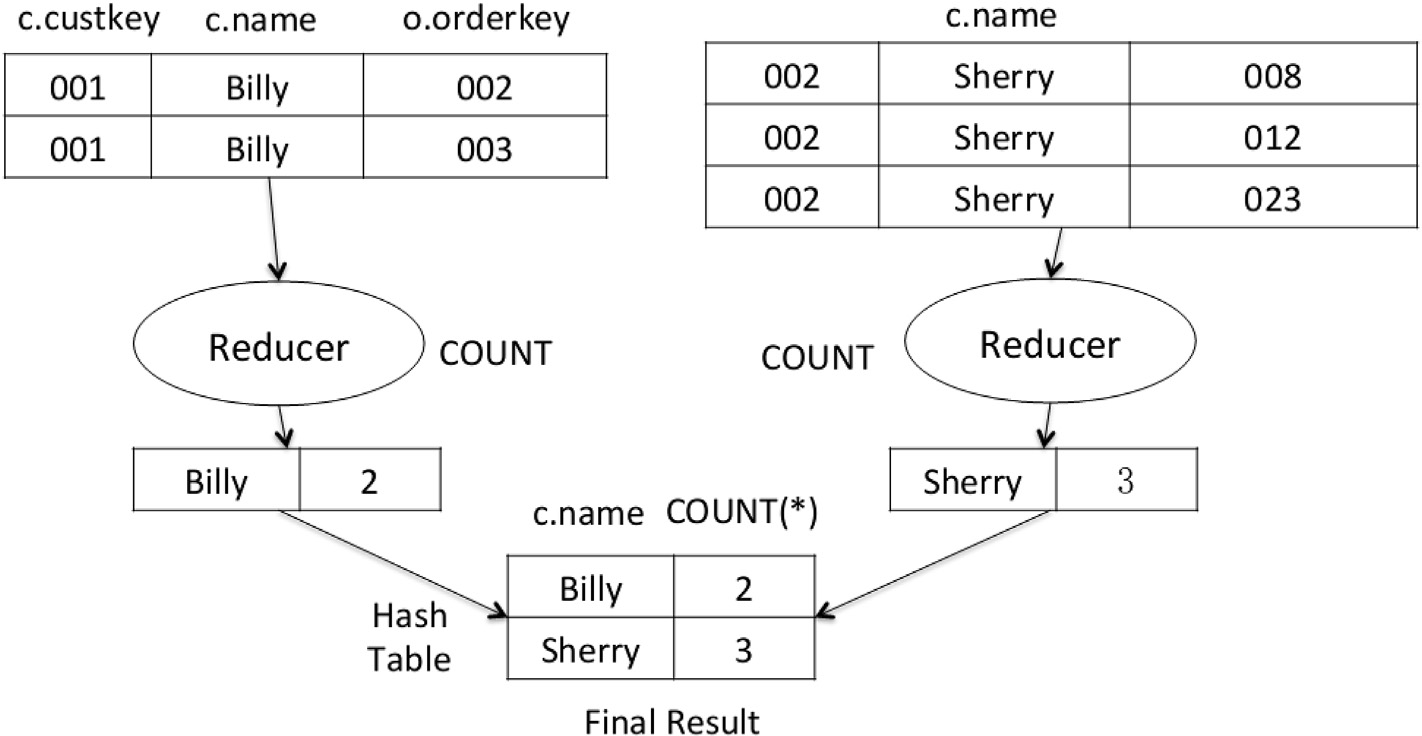 c.custkey c.name o.orderkey
001 Billy 002
001 Billy 003
c.name
002 Sherry 008
002 Sherry 012
002 Sherry 023
Reducer COUNT
COUNT Reducer
Billy 2
Sherry 3
c.name COUNT(*)
Billy 2
Sherry 3
Hash
Table
Final Result